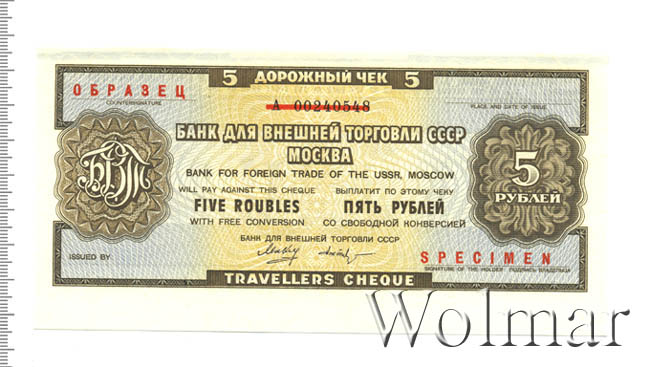 5 ДОРОЖНЫЙ ЧЕК 5
ОБРАЗЕЦ
COUNTERSIGNATURE
A 00240548
PLACE AND DATE OF ISSUE
БАНК ДЛЯ ВНЕШНЕЙ ТОРГОВЛИ СССР
МОСКВА
BANK FOR FOREIGN TRADE OF THE USSR, MOSCOW
БВТ
5
РУБЛЕЙ
WILL PAY AGAINST THIS CHEQUE ВЫПЛАТИТ ПО ЭТОМУ ЧЕКУ
FIVE ROUBLES ПЯТЬ РУБЛЕЙ
WITH FREE CONVERSION СО СВОБОДНОЙ КОНВЕРСИЕЙ
БАНК ДЛЯ ВНЕШНЕЙ ТОРГОВЛИ СССР
ISSUED BY
SPECIMEN
SIGNATURE OF THE HOLDER ПОДПИСЬ ВЛАДЕЛЬЦА
TRAVELLERS CHEQUE
Wolmar